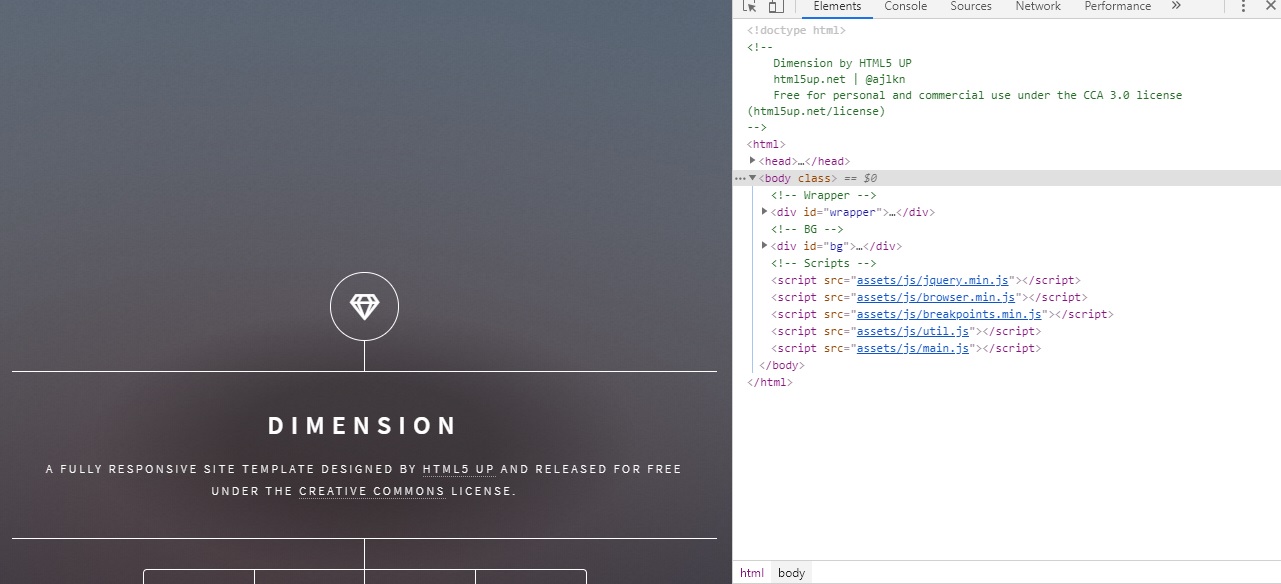 DIMENSION
A FULLY RESPONSIVE SITE TEMPLATE DESIGNED BY HTML5 UP AND RELEASED FOR FREE
UNDER THE CREATIVE COMMONS LICENSE.
Elements Console Sources Network Performance »
<!doctype html>
<!--
Dimension by HTML5 UP
html5up.net | @ajlkn
Free for personal and commercial use under the CCA 3.0 license
(html5up.net/license)
-->
<html>
<head>…</head>
<body class> == $0
<!-- Wrapper -->
<div id="wrapper">…</div>
<!-- BG -->
<div id="bg">…</div>
<!-- Scripts -->
<script src="assets/js/jquery.min.js"></script>
<script src="assets/js/browser.min.js"></script>
<script src="assets/js/breakpoints.min.js"></script>
<script src="assets/js/util.js"></script>
<script src="assets/js/main.js"></script>
</body>
</html>
html body